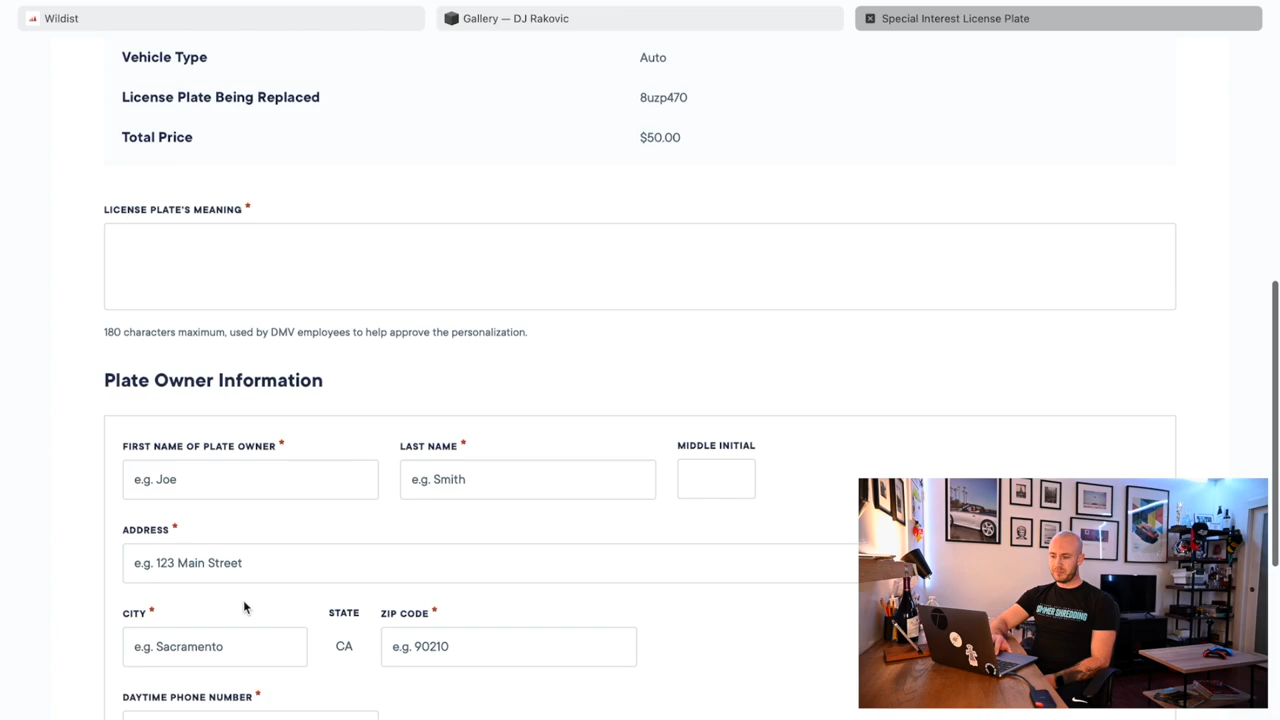 Wildist
Gallery — DJ Rakovic
Special Interest License Plate
Vehicle Type
Auto
License Plate Being Replaced
8uzp470
Total Price
$50.00
LICENSE PLATE'S MEANING *
180 characters maximum, used by DMV employees to help approve the personalization.
Plate Owner Information
FIRST NAME OF PLATE OWNER *
LAST NAME *
MIDDLE INITIAL
e.g. Joe
e.g. Smith
ADDRESS *
e.g. 123 Main Street
CITY *
STATE
ZIP CODE *
e.g. Sacramento
CA
e.g. 90210
DAYTIME PHONE NUMBER *